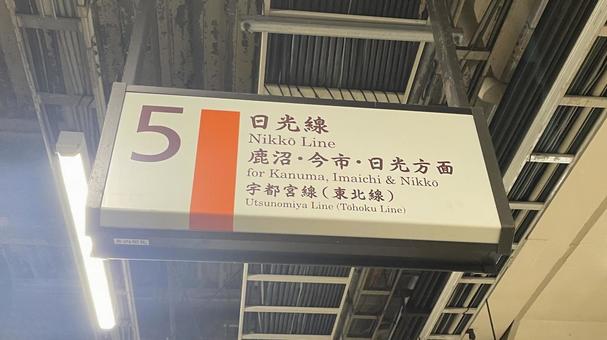 5
日光線
Nikkō Line
鹿沼・今市・日光方面
for Kanuma, Imaichi & Nikkō
宇都宮線(東北線)
Utsunomiya Line (Tōhoku Line)